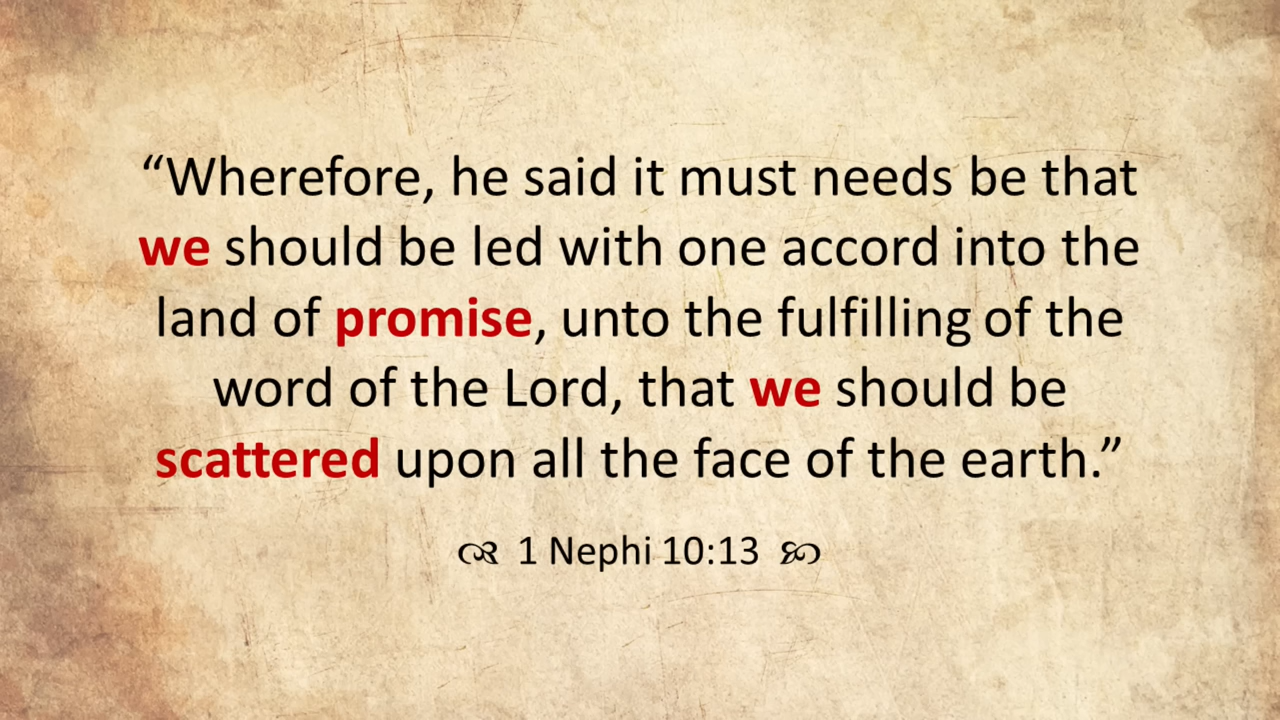 “Wherefore, he said it must needs be that
we should be led with one accord into the
land of promise, unto the fulfilling of the
word of the Lord, that we should be
scattered upon all the face of the earth.”
1 Nephi 10:13